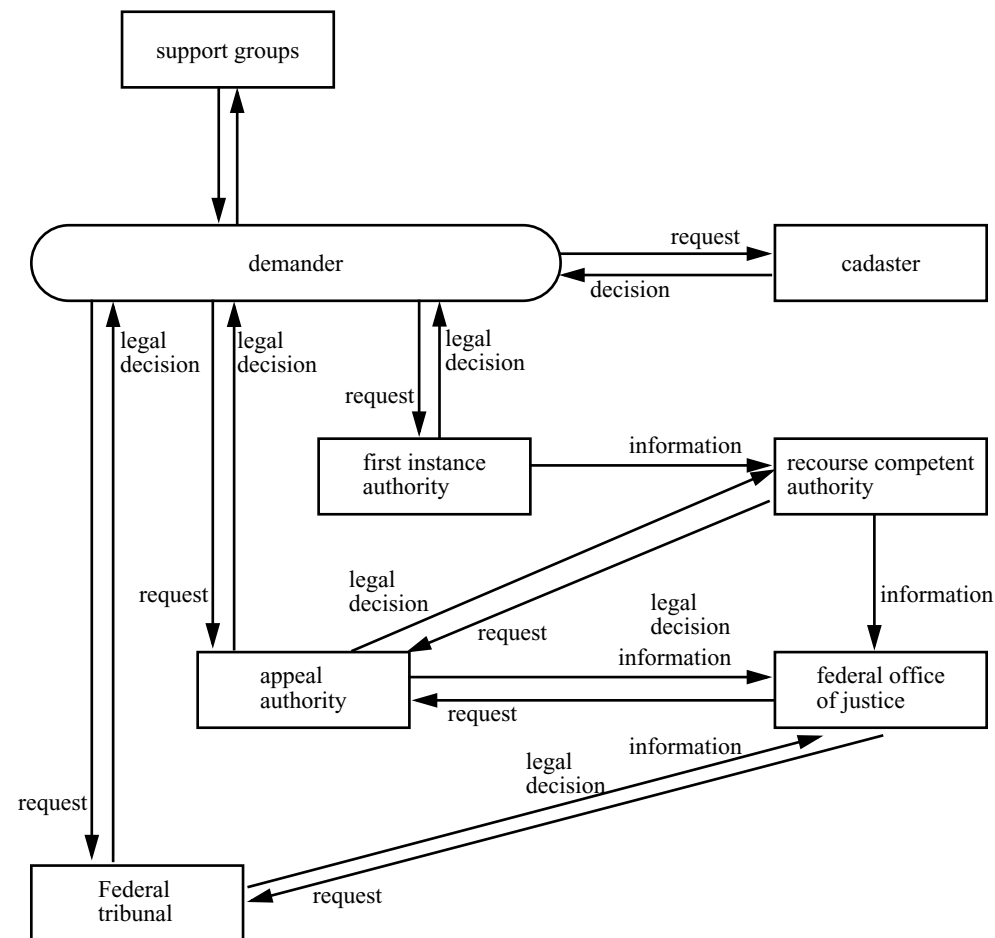 support groups
demander
request
cadaster
decision
legal
decision
legal
decision
legal
decision
request
first instance
authority
information
recourse competent
authority
legal
decision
request
information
legal
decision
request
information
appeal
authority
federal office
of justice
request
information
legal
decision
request
Federal
tribunal
request